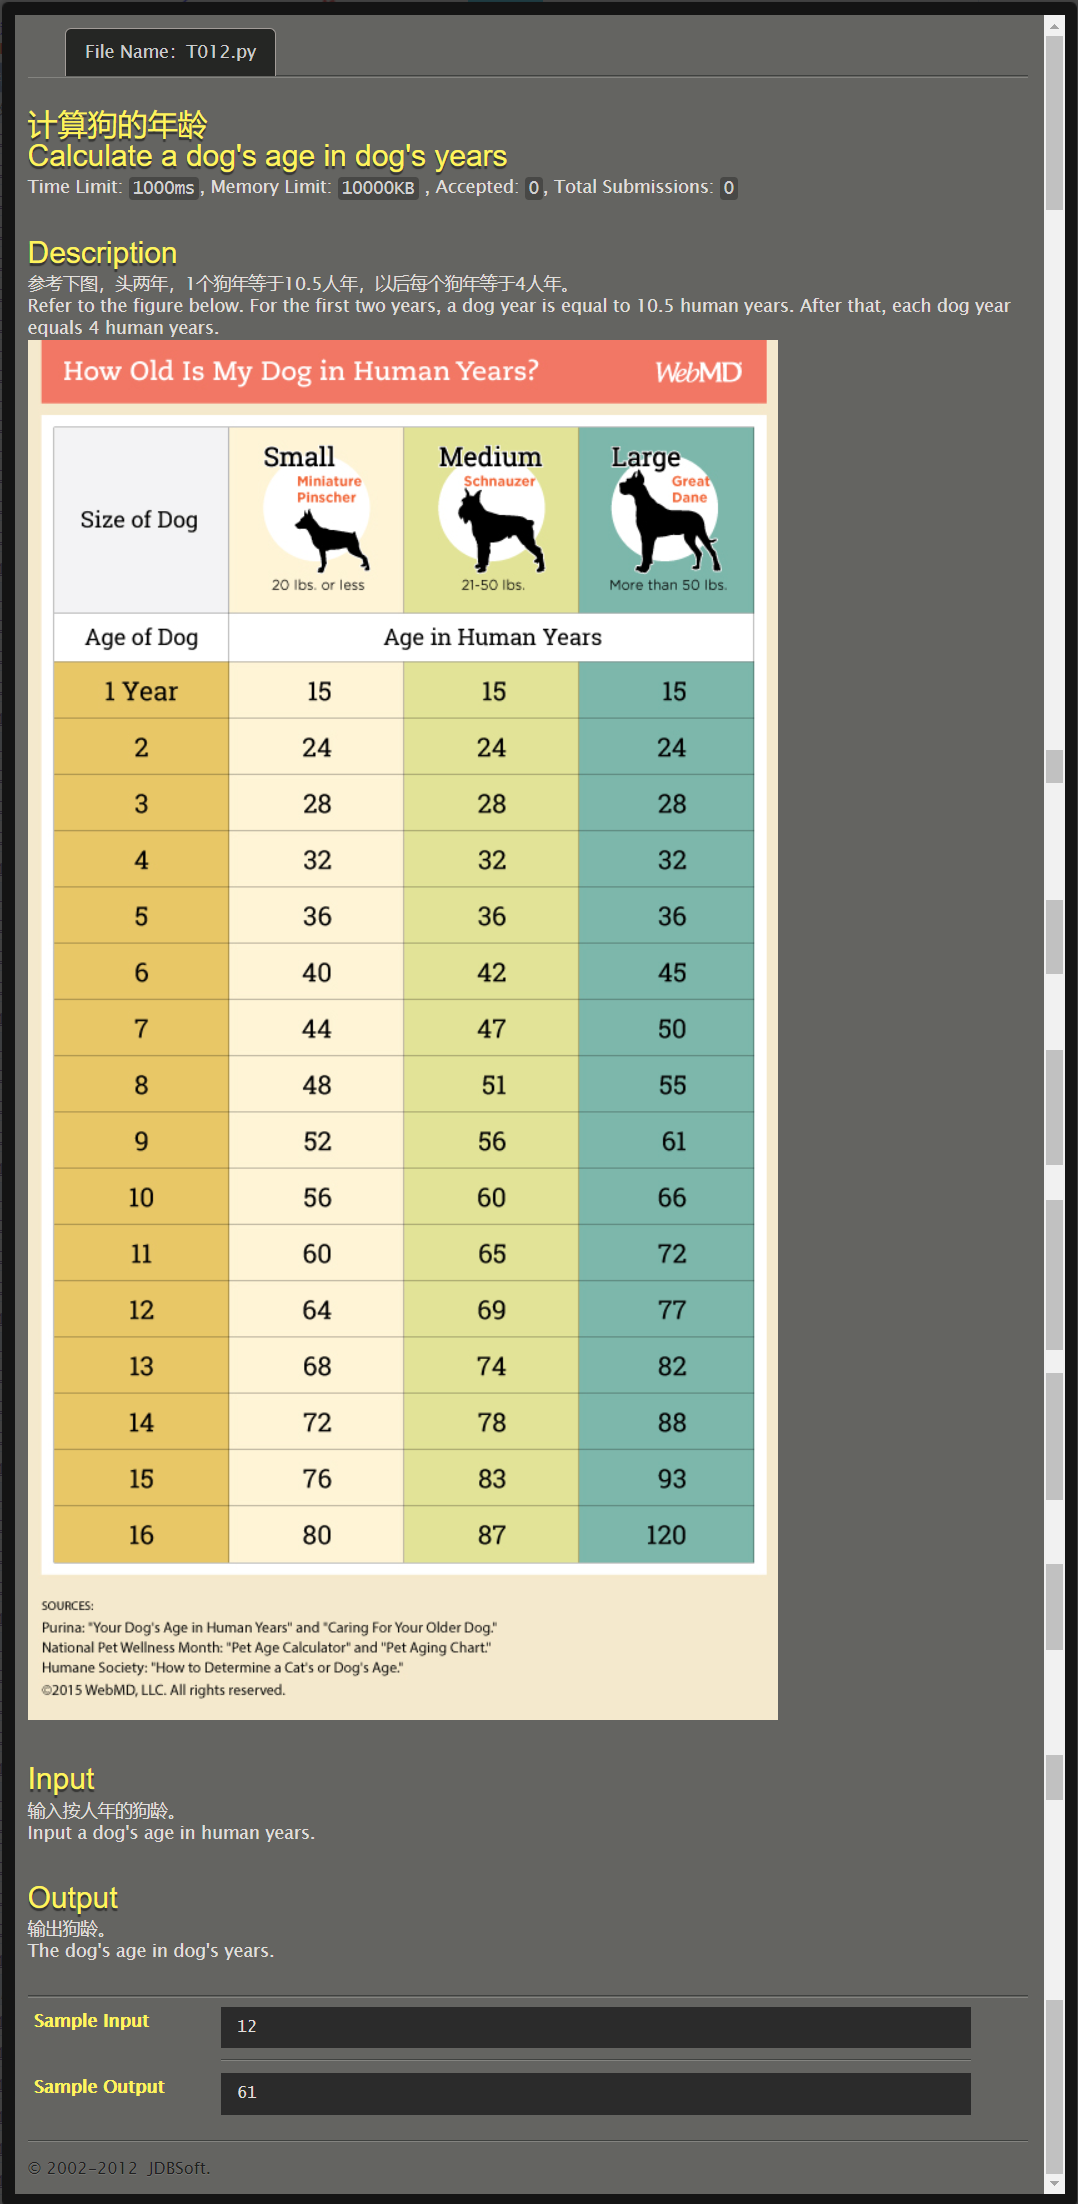 File Name: T012.py
计算狗的年龄
Calculate a dog's age in dog's years
Time Limit: 1000ms, Memory Limit: 10000KB , Accepted: 0, Total Submissions: 0
Description
参考下图，头两年，1个狗年等于10.5人年，以后每个狗年等于4人年。
Refer to the figure below. For the first two years, a dog year is equal to 10.5 human years. After that, each dog year
equals 4 human years.
How Old Is My Dog in Human Years? WebMD
Size of Dog
Small
Miniature
Pinscher
20 lbs. or less
Medium
Schnauzer
21-50 lbs.
Large
Great
Dane
More than 50 lbs.
Age of Dog Age in Human Years
1 Year 15 15 15
2 24 24 24
3 28 28 28
4 32 32 32
5 36 36 36
6 40 42 45
7 44 47 50
8 48 51 55
9 52 56 61
10 56 60 66
11 60 65 72
12 64 69 77
13 68 74 82
14 72 78 88
15 76 83 93
16 80 87 120
SOURCES:
Purina: "Your Dog's Age in Human Years" and "Caring For Your Older Dog."
National Pet Wellness Month: "Pet Age Calculator" and "Pet Aging Chart."
Humane Society: "How to Determine a Cat's or Dog's Age."
©2015 WebMD, LLC. All rights reserved.
Input
输入按人年的狗龄。
Input a dog's age in human years.
Output
输出狗龄。
The dog's age in dog's years.
Sample Input 12
Sample Output 61
© 2002-2012 JDBSoft.